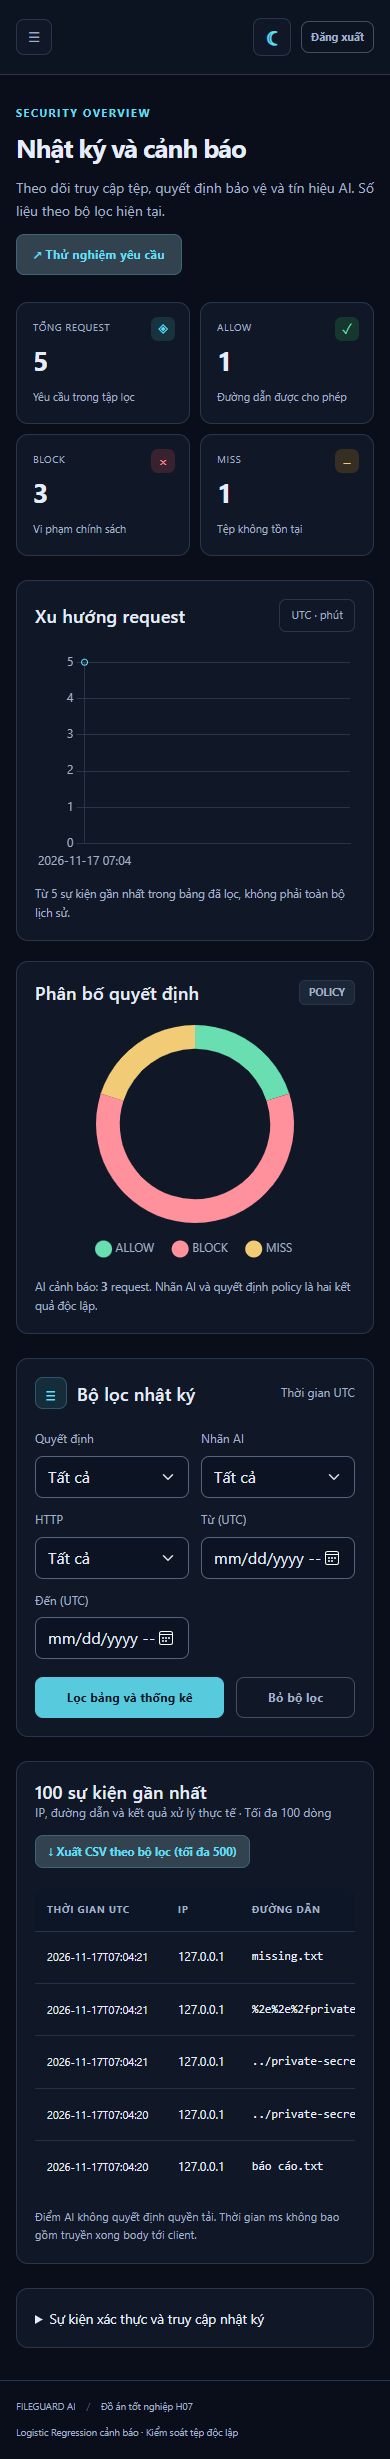 Đăng xuất
SECURITY OVERVIEW
Nhật ký và cảnh báo
Theo dõi truy cập tệp, quyết định bảo vệ và tín hiệu AI. Số
liệu theo bộ lọc hiện tại.
↗ Thử nghiệm yêu cầu
TỔNG REQUEST
5
Yêu cầu trong tập lọc
ALLOW
1
Đường dẫn được cho phép
BLOCK
3
Vi phạm chính sách
MISS
1
Tệp không tồn tại
Xu hướng request
UTC · phút
5
4
3
2
1
0
2026-11-17 07:04
Từ 5 sự kiện gần nhất trong bảng đã lọc, không phải toàn bộ
lịch sử.
Phân bố quyết định
POLICY
ALLOW BLOCK MISS
AI cảnh báo: 3 request. Nhãn AI và quyết định policy là hai kết
quả độc lập.
Bộ lọc nhật ký
Thời gian UTC
Quyết định
Tất cả
Nhãn AI
Tất cả
HTTP
Tất cả
Từ (UTC)
mm/dd/yyyy --
Đến (UTC)
mm/dd/yyyy --
Lọc bảng và thống kê
Bỏ bộ lọc
100 sự kiện gần nhất
IP, đường dẫn và kết quả xử lý thực tế · Tối đa 100 dòng
↓ Xuất CSV theo bộ lọc (tối đa 500)
THỜI GIAN UTC IP ĐƯỜNG DẪN
2026-11-17T07:04:21 127.0.0.1 missing.txt
2026-11-17T07:04:21 127.0.0.1 %2e%2e%2fprivate
2026-11-17T07:04:21 127.0.0.1 ../private-secre
2026-11-17T07:04:20 127.0.0.1 ../private-secre
2026-11-17T07:04:20 127.0.0.1 báo cáo.txt
Điểm AI không quyết định quyền tải. Thời gian ms không bao
gồm truyền xong body tới client.
▶ Sự kiện xác thực và truy cập nhật ký
FILEGUARD AI / Đồ án tốt nghiệp H07
Logistic Regression cảnh báo · Kiểm soát tệp độc lập